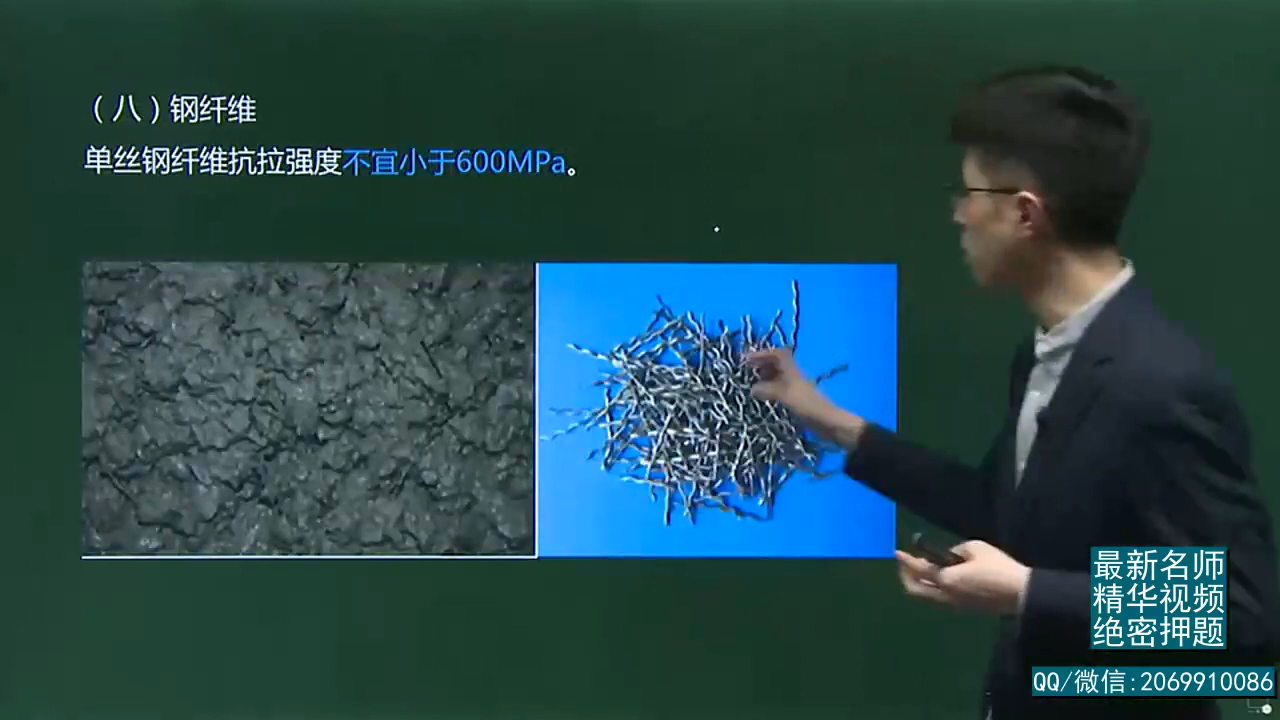 （八）钢纤维
单丝钢纤维抗拉强度不宜小于600MPa。
最新名师
精华视频
绝密押题
QQ/微信:2069910086